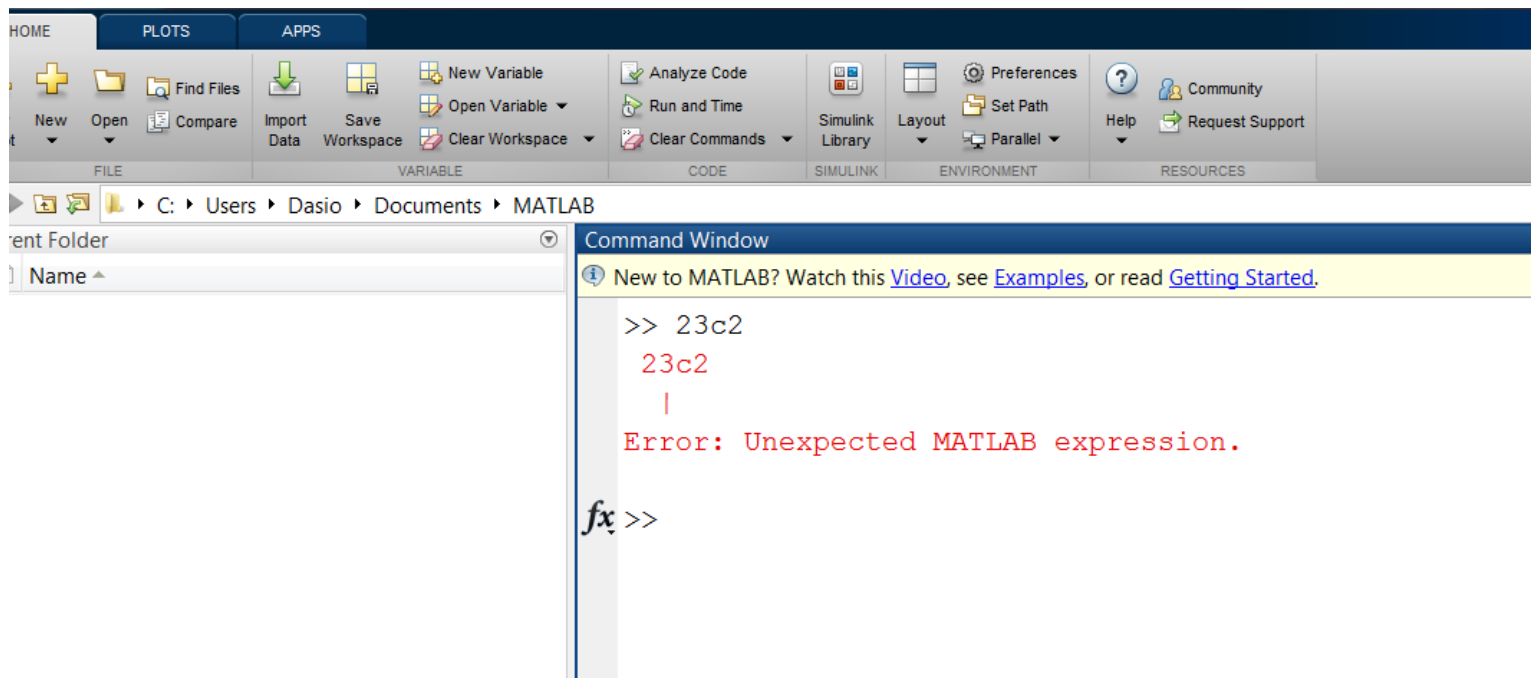 HOME PLOTS APPS
New Open Find Files Compare Import Data Save Workspace New Variable Open Variable Clear Workspace Analyze Code Run and Time Clear Commands Simulink Library Layout Preferences Set Path Parallel Help Community Request Support
FILE VARIABLE CODE SIMULINK ENVIRONMENT RESOURCES
C: Users Dasio Documents MATLAB
rent Folder
Name
Command Window
New to MATLAB? Watch this Video, see Examples, or read Getting Started.
>> 23c2
23c2
|
Error: Unexpected MATLAB expression.
fx >>